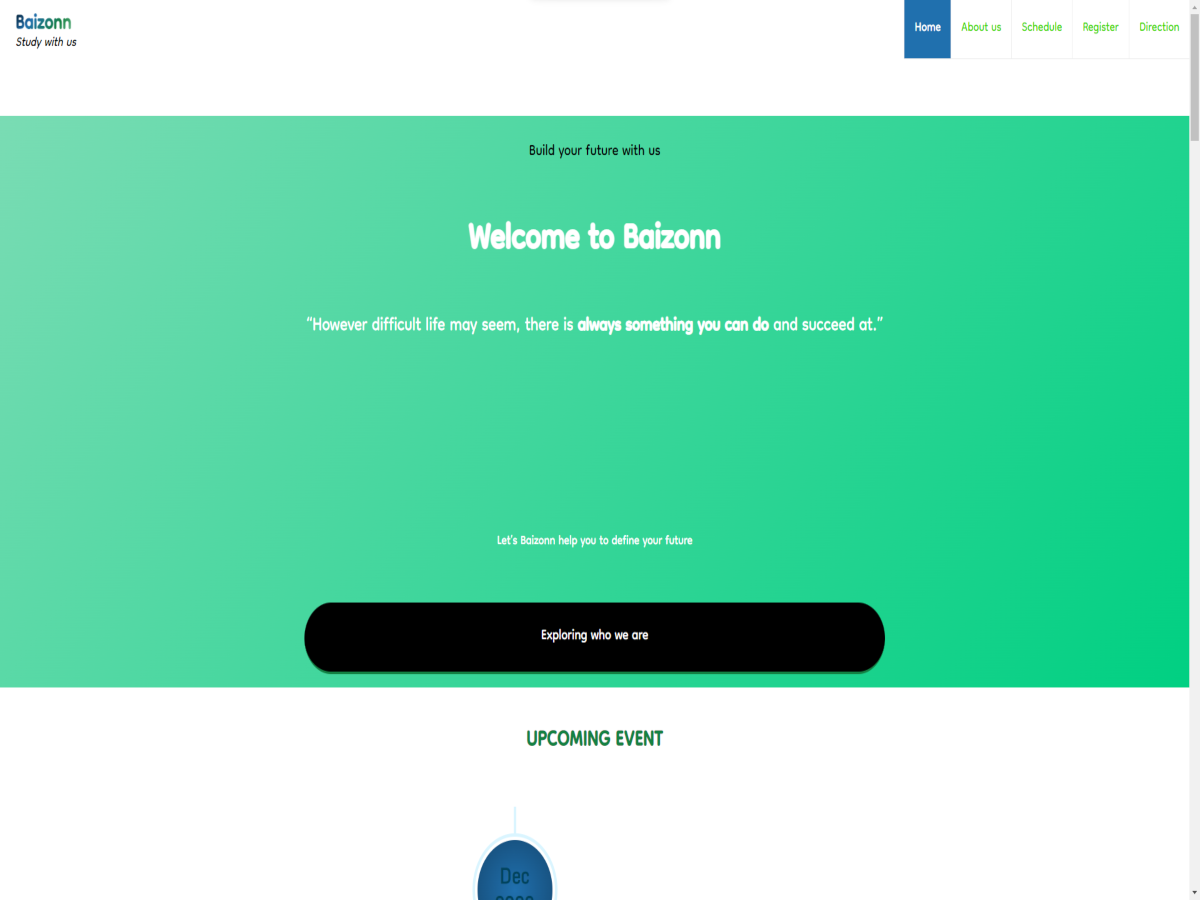 Baizonn
Study with us
Home
About us
Schedule
Register
Direction
Build your future with us
Welcome to Baizonn
“However difficult life may seem, there is always something you can do and succeed at.”
Let's Baizonn help you to define your future
Exploring who we are
UPCOMING EVENT
Dec